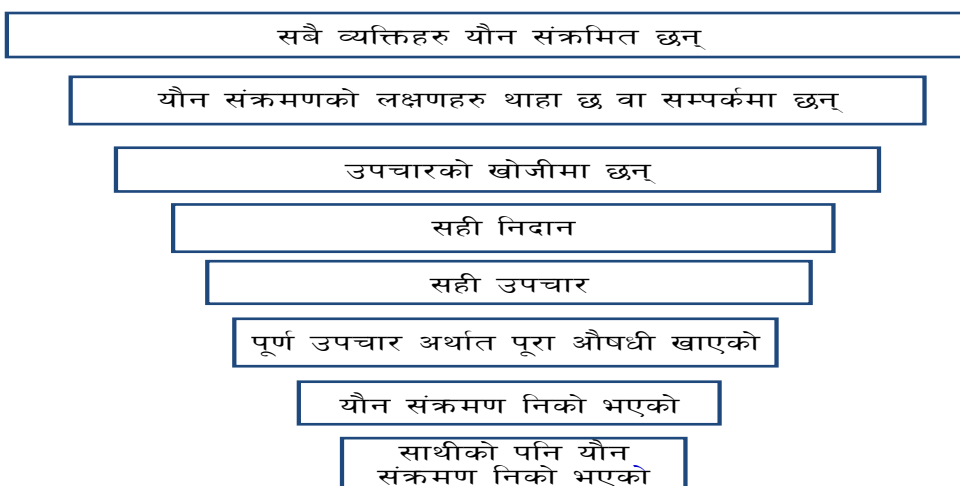 सबै व्यक्तिहरु यौन संक्रमित छन्
यौन संक्रमणको लक्षणहरु थाहा छ वा सम्पर्कमा छन्
उपचारको खोजीमा छन्
सही निदान
सही उपचार
पूर्ण उपचार अर्थात पूरा औषधी खाएको
यौन संक्रमण निको भएको
साथीको पनि यौन
संक्रमण निको भएको